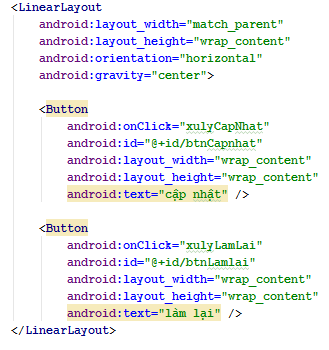 <LinearLayout
    android:layout_width="match_parent"
    android:layout_height="wrap_content"
    android:orientation="horizontal"
    android:gravity="center">

    <Button
        android:onClick="xulyCapNhat"
        android:id="@+id/btnCapnhat"
        android:layout_width="wrap_content"
        android:layout_height="wrap_content"
        android:text="cập nhật" />

    <Button
        android:onClick="xulyLamLai"
        android:id="@+id/btnLamlai"
        android:layout_width="wrap_content"
        android:layout_height="wrap_content"
        android:text="làm lại" />
</LinearLayout>